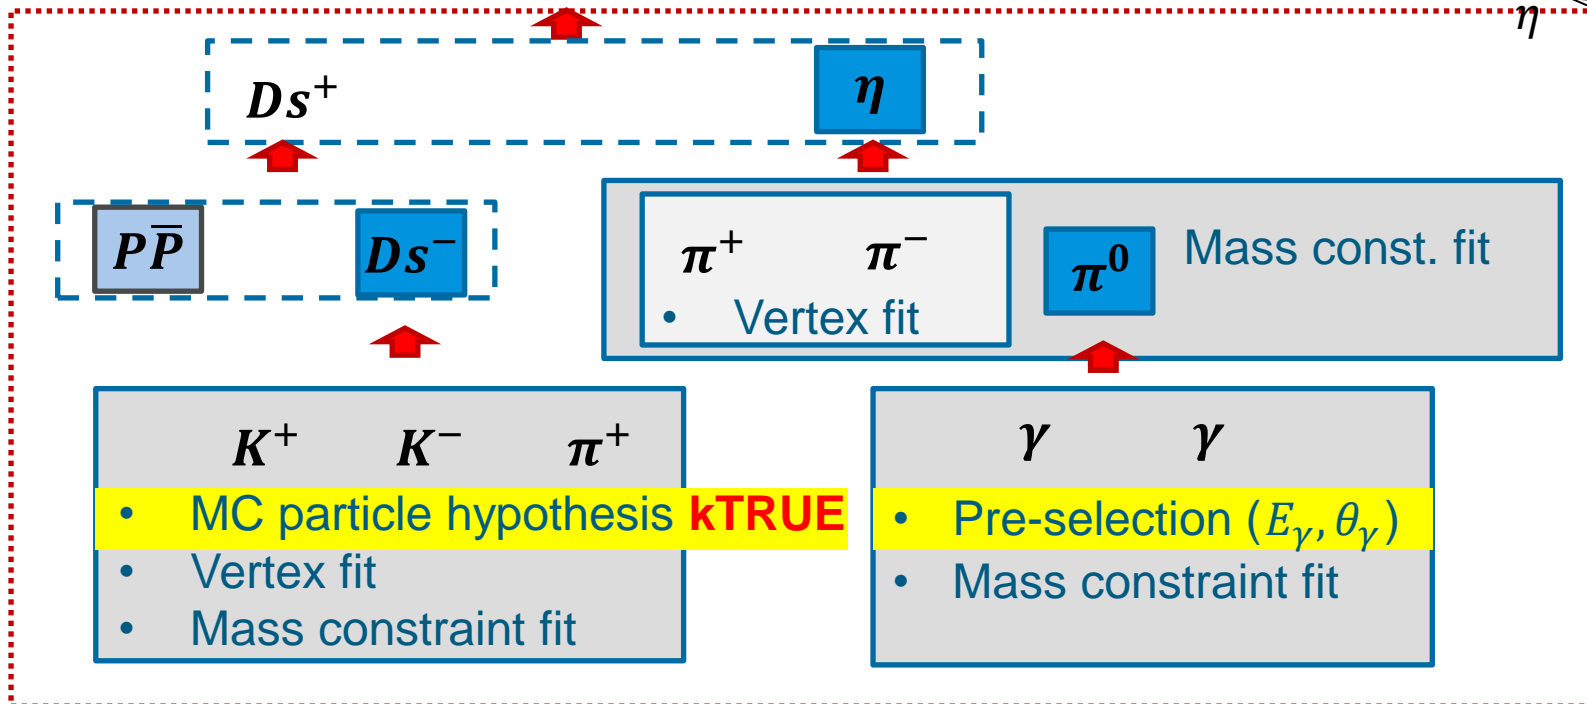 η
Ds⁺ η
PP̅ Ds⁻
π⁺ π⁻ π⁰ Mass const. fit
• Vertex fit
K⁺ K⁻ π⁺
• MC particle hypothesis kTRUE
• Vertex fit
• Mass constraint fit
γ γ
• Pre-selection (E_γ, θ_γ)
• Mass constraint fit